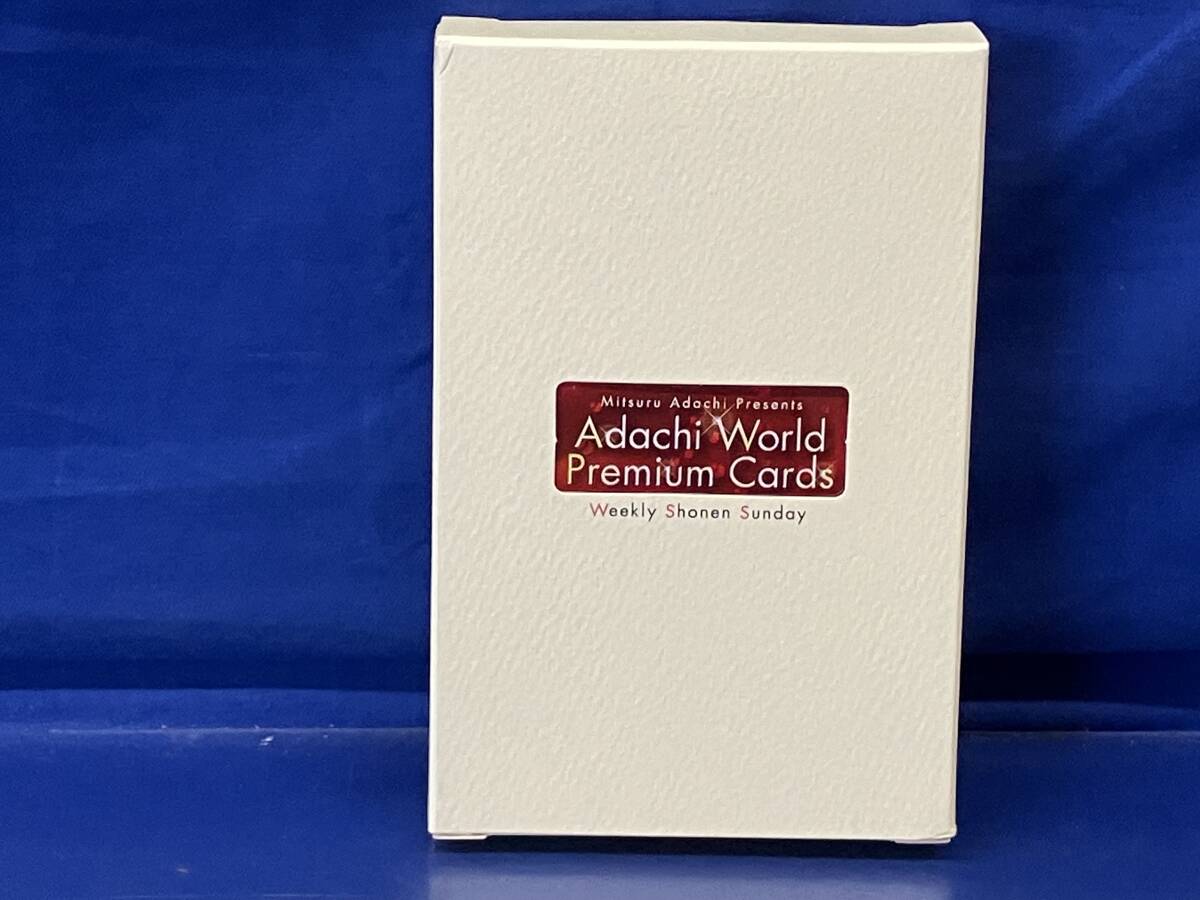 Mitsuru Adachi Presents
Adachi World
Premium Cards
Weekly Shonen Sunday